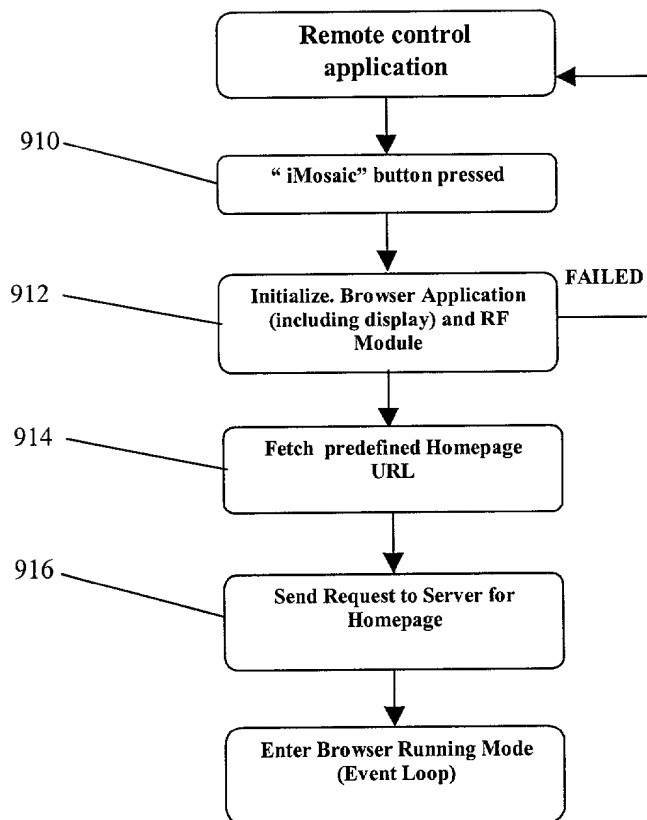 Remote control
application
910
“ iMosaic” button pressed
912
FAILED
Initialize. Browser Application
(including display) and RF
Module
914
Fetch predefined Homepage
URL
916
Send Request to Server for
Homepage
Enter Browser Running Mode
(Event Loop)